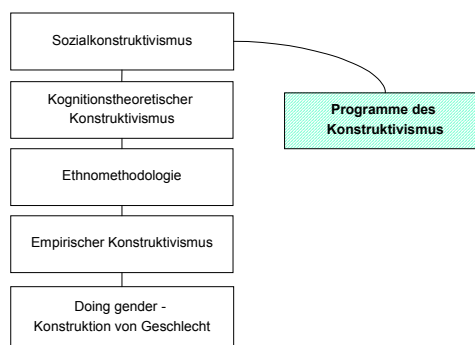 Sozialkonstruktivismus
Kognitionstheoretischer
Konstruktivismus
Programme des
Konstruktivismus
Ethnomethodologie
Empirischer Konstruktivismus
Doing gender -
Konstruktion von Geschlecht